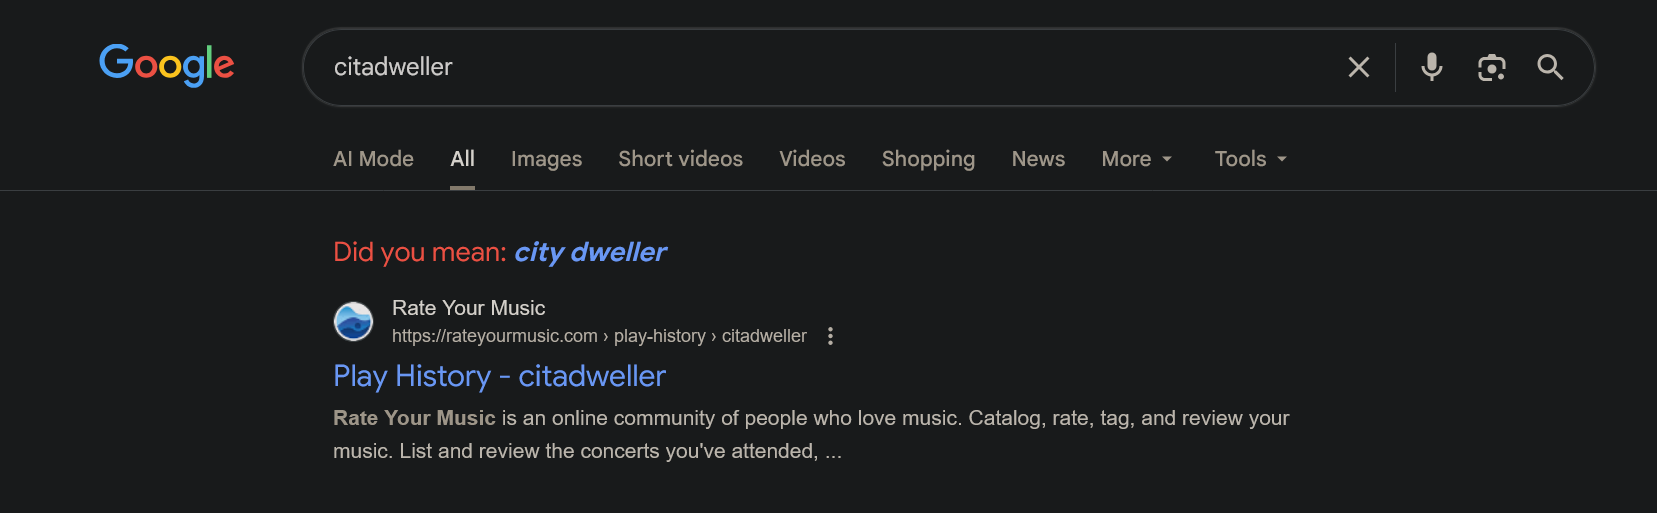 Google
citadweller
AI Mode All Images Short videos Videos Shopping News More Tools
Did you mean: city dweller
Rate Your Music
https://rateyourmusic.com › play-history › citadweller
Play History - citadweller
Rate Your Music is an online community of people who love music. Catalog, rate, tag, and review your
music. List and review the concerts you've attended, ...